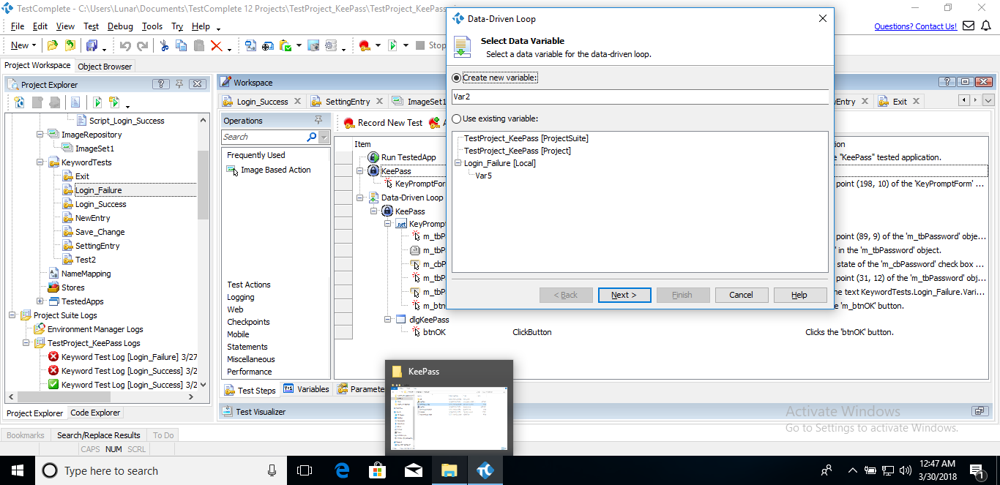 TestComplete - C:\Users\Lunar\Documents\TestComplete 12 Projects\TestProject_KeePass\TestProject_KeePass
File Edit View Test Debug Tools Try Help
Questions? Contact Us!
New
Stop
Project Workspace Object Browser
Project Explorer
Script_Login_Success
ImageRepository
ImageSet1
KeywordTests
Exit
Login_Failure
Login_Success
NewEntry
Save_Change
SettingEntry
Test2
NameMapping
Stores
TestedApps
Project Suite Logs
Environment Manager Logs
TestProject_KeePass Logs
Keyword Test Log [Login_Failure] 3/27
Keyword Test Log [Login_Success] 3/2
Keyword Test Log [Login_Success] 3/2
Project Explorer Code Explorer
Workspace
Login_Success SettingEntry ImageSet1 Exit
Operations
Search
Frequently Used
Image Based Action
Test Actions
Logging
Web
Checkpoints
Mobile
Statements
Miscellaneous
Performance
Record New Test
Item
Run TestedApp "KeePass" tested application.
KeePass
KeyPromptForm point (198, 10) of the 'KeyPromptForm' ...
Data-Driven Loop
KeePass
KeyPrompt
m_tbP point (89, 9) of the 'm_tbPassword' obje...
m_tbP ' in the 'm_tbPassword' object.
m_cbP state of the 'm_cbPassword' check box ...
m_tbP point (31, 12) of the 'm_tbPassword' obj...
m_tbP the text KeywordTests.Login_Failure.Vari...
m_btn 'm_btnOK' button.
dlgKeePass
btnOK ClickButton Clicks the 'btnOK' button.
Test Steps Variables Paramete
Test Visualizer
Data-Driven Loop
Select Data Variable
Select a data variable for the data-driven loop.
Create new variable:
Var2
Use existing variable:
TestProject_KeePass [ProjectSuite]
TestProject_KeePass [Project]
Login_Failure [Local]
Var5
< Back Next > Finish Cancel Help
KeePass
Activate Windows
Go to Settings to activate Windows.
Bookmarks Search/Replace Results To Do
CAPS NUM SCRL
Type here to search
12:47 AM
3/30/2018
1